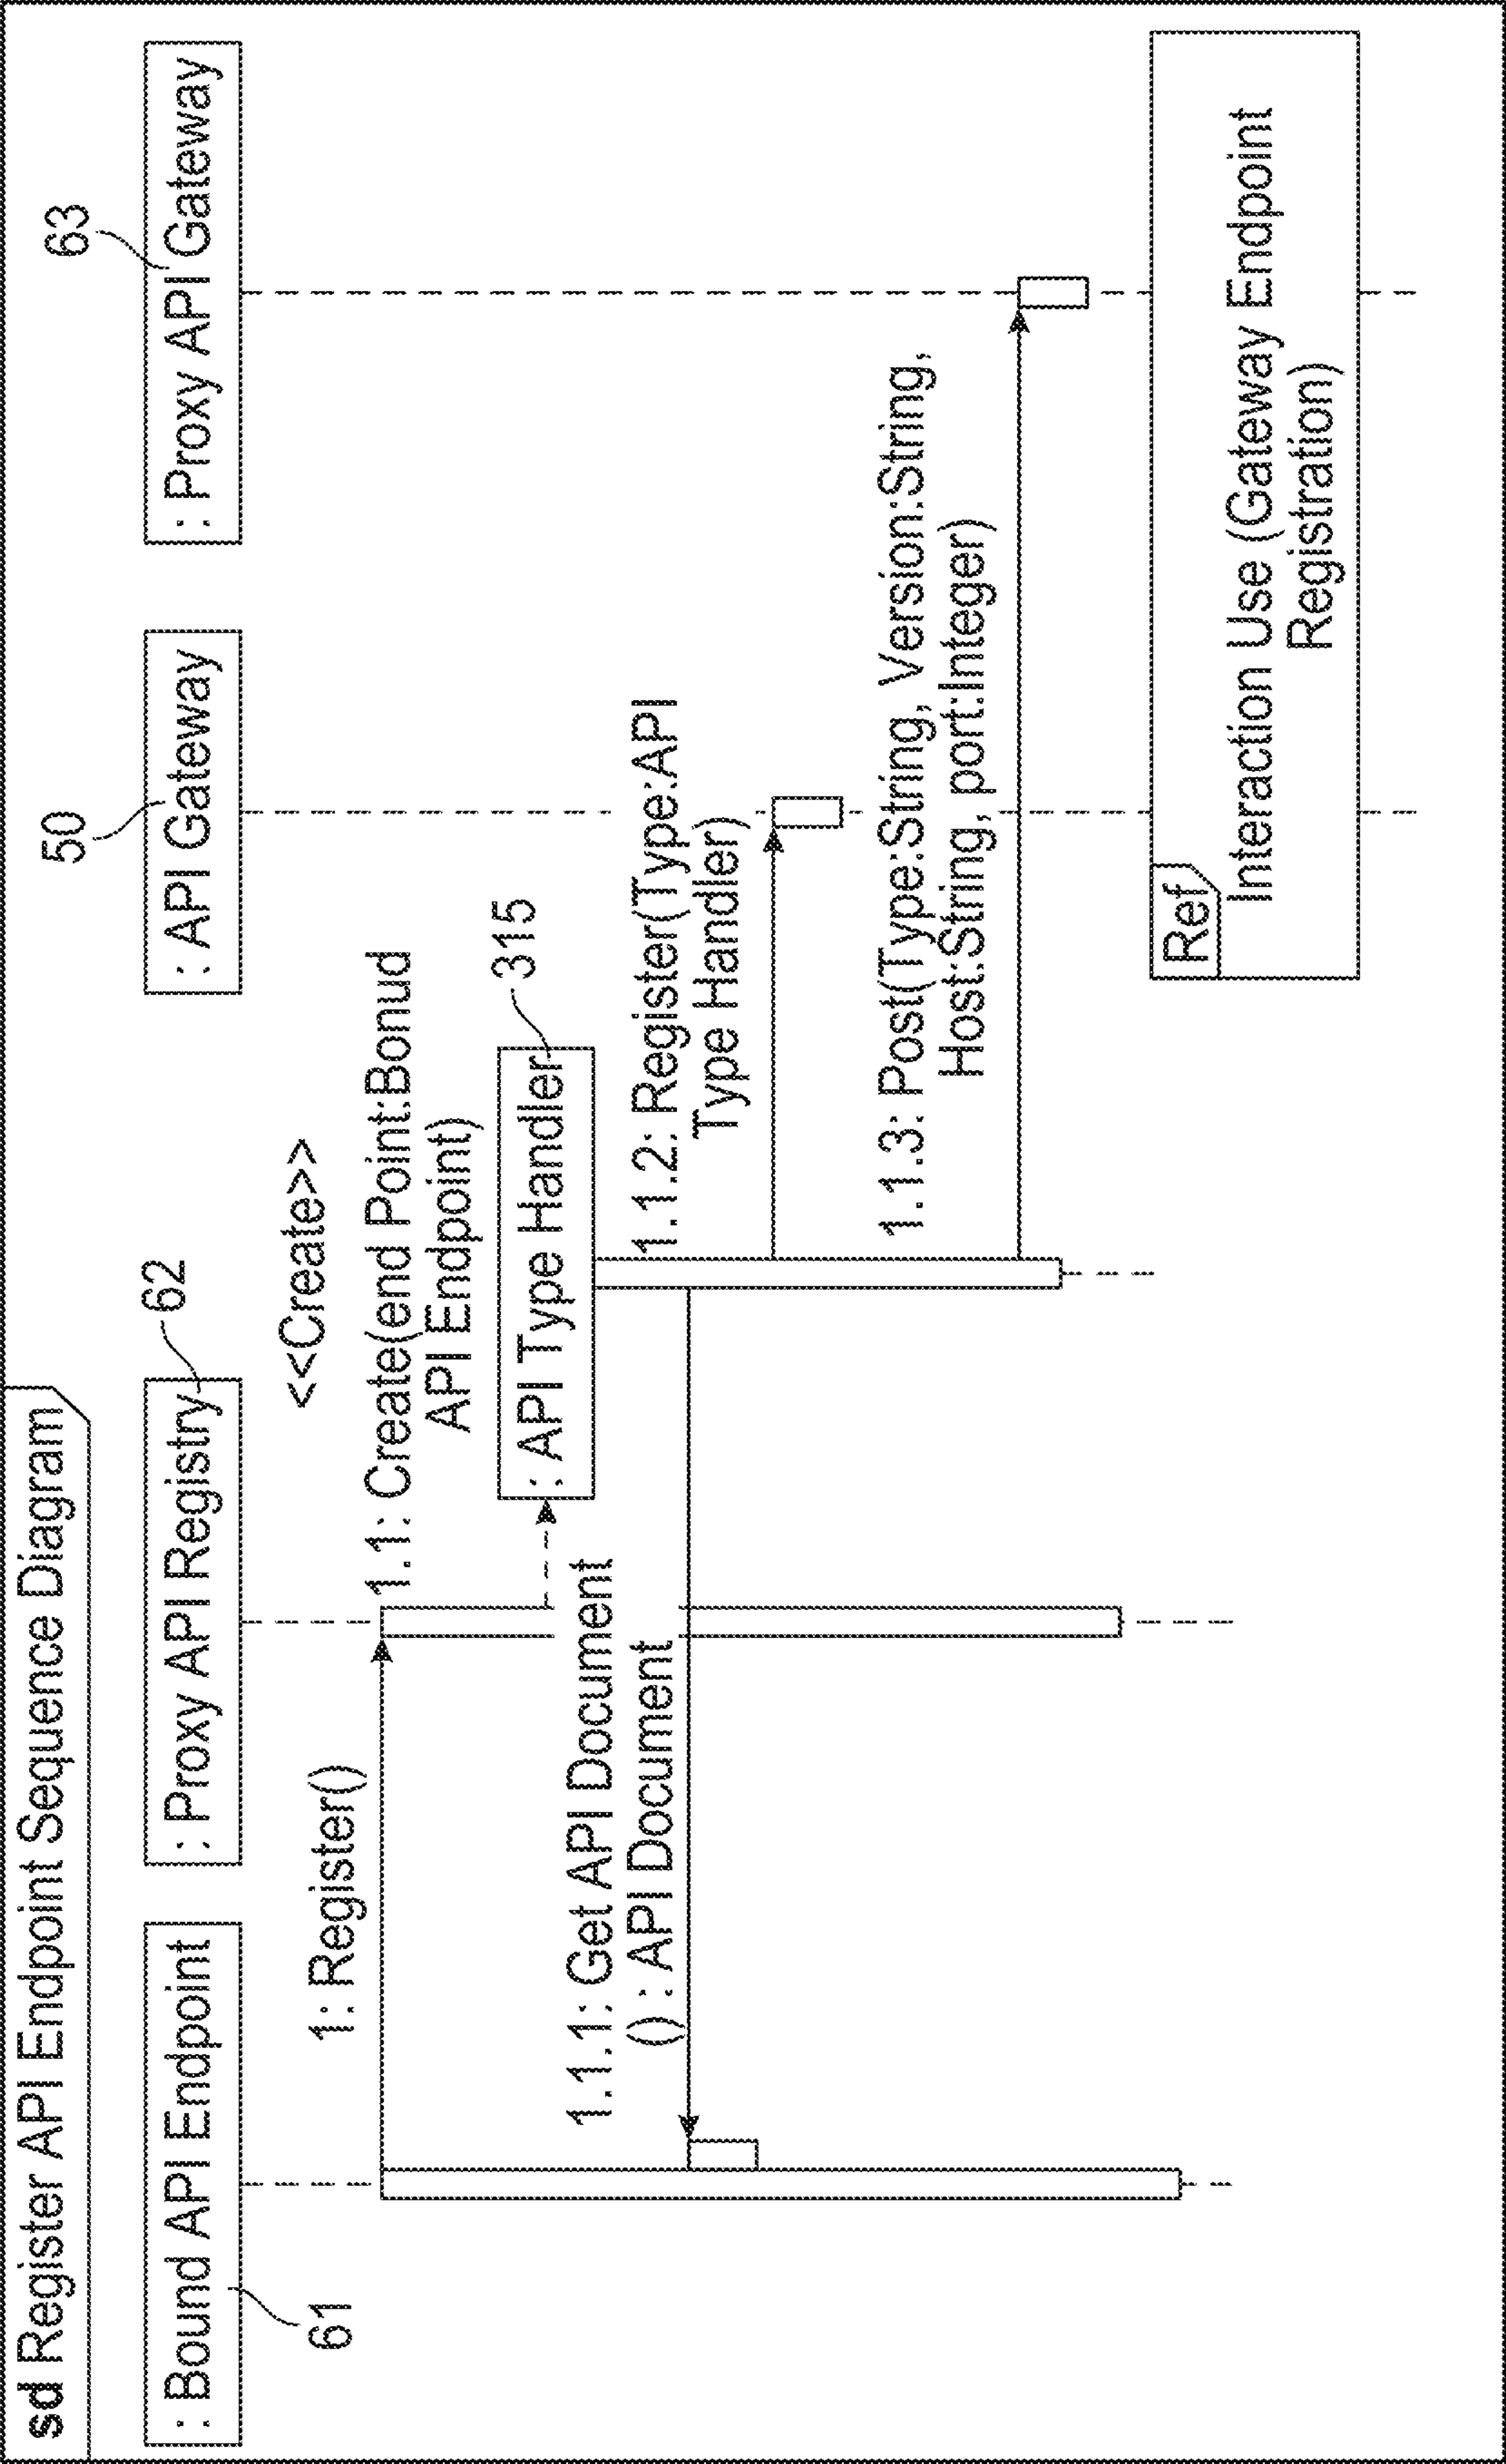 sd Register API Endpoint Sequence Diagram
61
62
50
63
: Bound API Endpoint
: Proxy API Registry
: API Gateway
: Proxy API Gateway
<<Create>>
1: Register()
1.1: Create(end Point:Bonud
API Endpoint)
315
: API Type Handler
1.1.1: Get API Document
() : API Document
1.1.2: Register(Type:API
Type Handler)
1.1.3: Post(Type:String, Version:String,
Host:String, port:Integer)
Ref
Interaction Use (Gateway Endpoint
Registration)